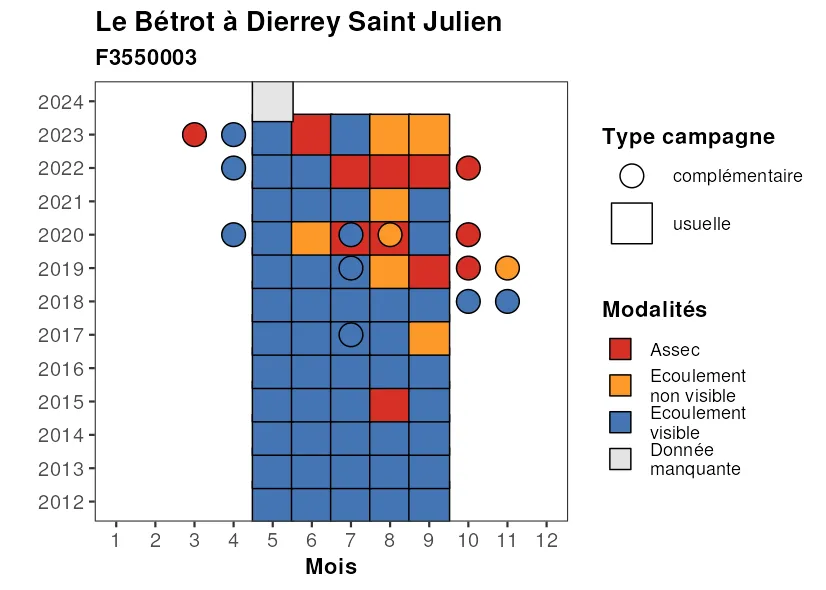 Le Bétrot à Dierrey Saint Julien
F3550003
2024
2023
2022
2021
2020
2019
2018
2017
2016
2015
2014
2013
2012
1 2 3 4 5 6 7 8 9 10 11 12
Mois
Type campagne
complémentaire
usuelle
Modalités
Assec
Ecoulement
non visible
Ecoulement
visible
Donnée
manquante